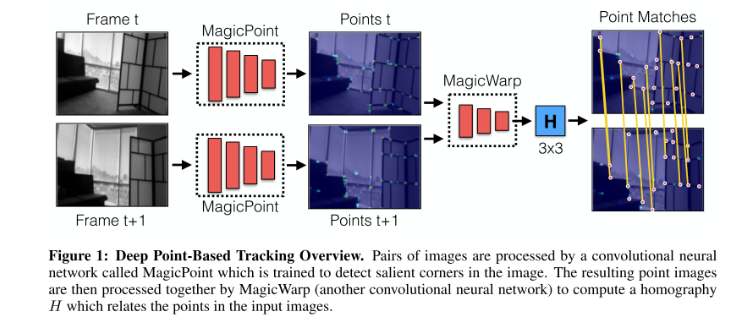 Frame t
MagicPoint
Points t
Point Matches
MagicWarp
H
3x3
MagicPoint
Frame t+1
Points t+1
Figure 1: Deep Point-Based Tracking Overview. Pairs of images are processed by a convolutional neural
network called MagicPoint which is trained to detect salient corners in the image. The resulting point images
are then processed together by MagicWarp (another convolutional neural network) to compute a homography
H which relates the points in the input images.